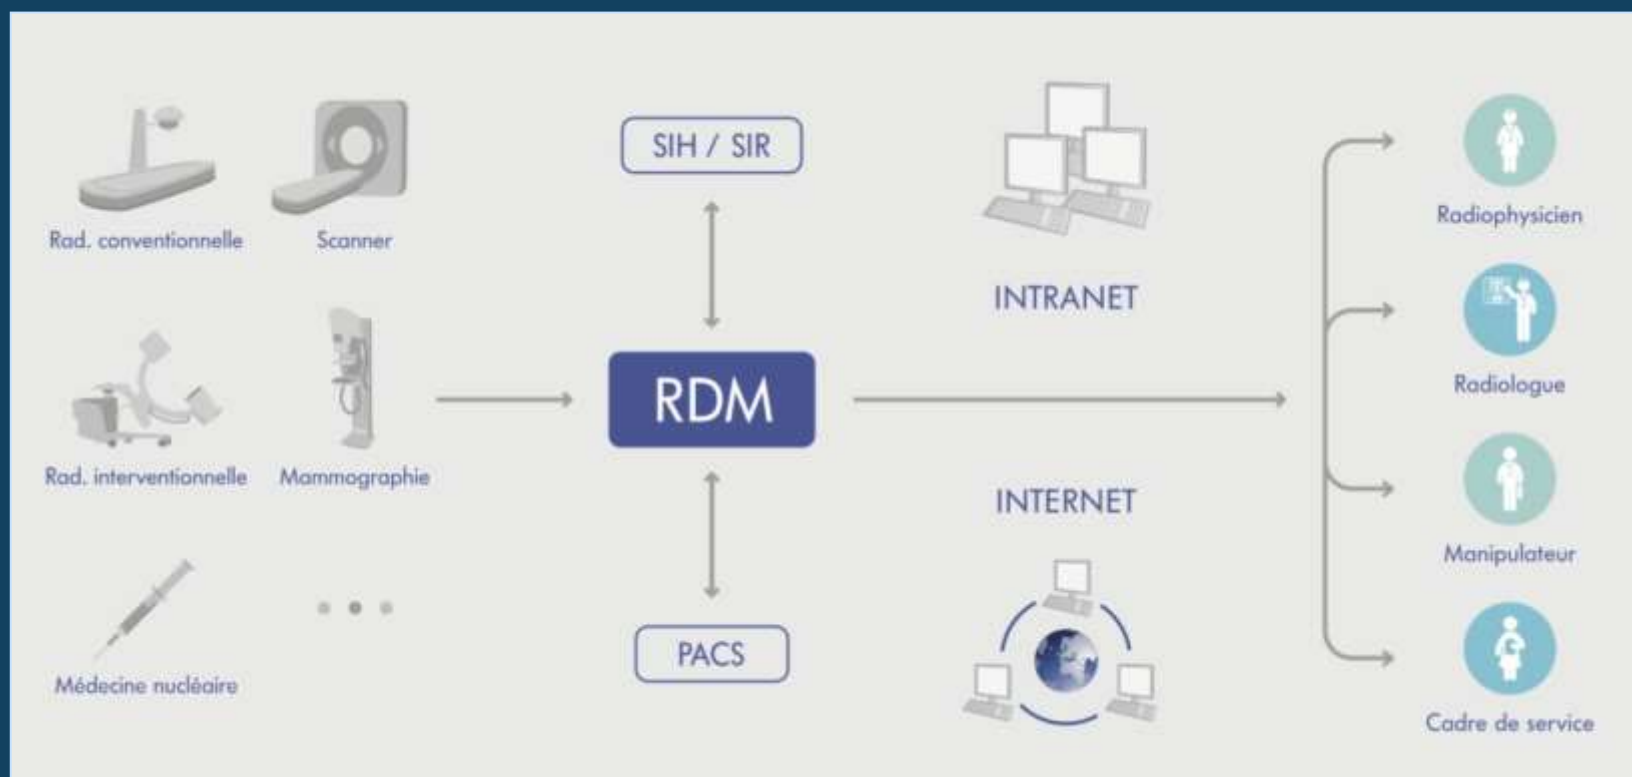 Rad. conventionnelle
Scanner
Rad. interventionnelle
Mammographie
Médecine nucléaire
SIH / SIR
RDM
PACS
INTRANET
INTERNET
Radiophysicien
Radiologue
Manipulateur
Cadre de service